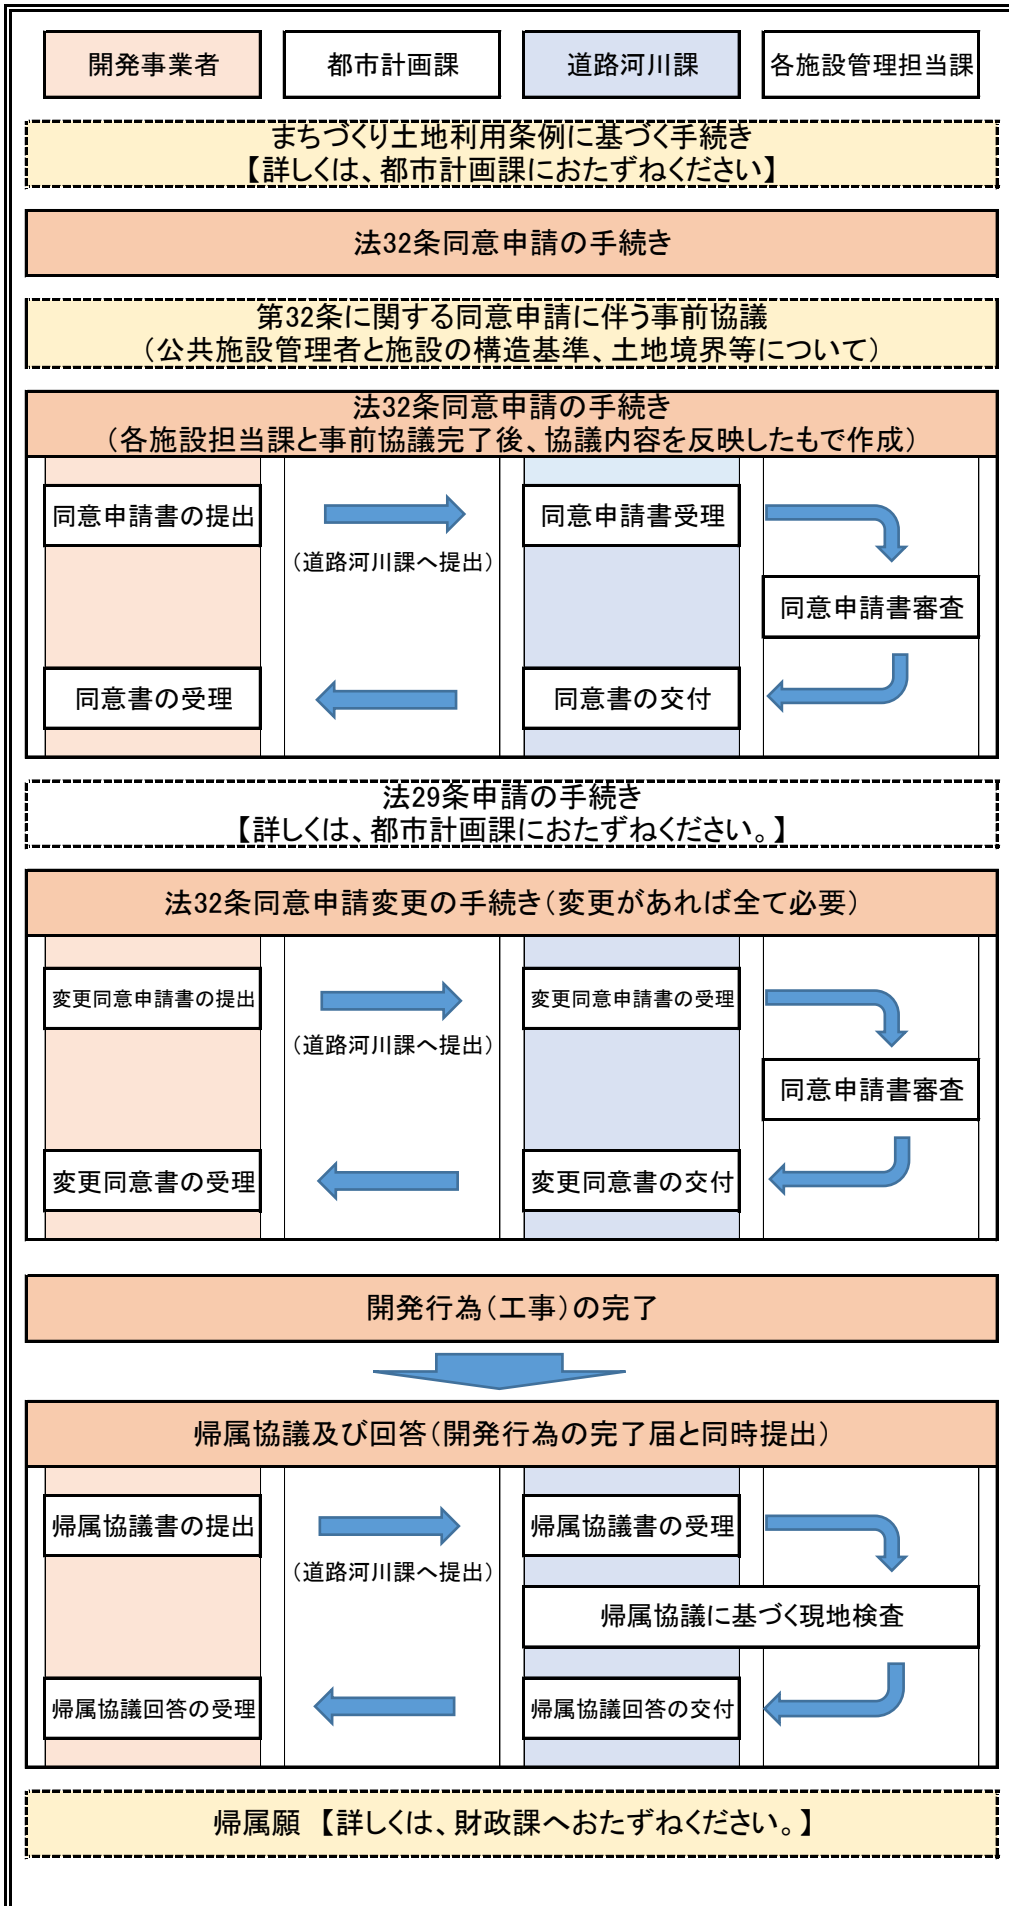 開発事業者
都市計画課
道路河川課
各施設管理担当課
まちづくり土地利用条例に基づく手続き
【詳しくは、都市計画課におたずねください】
法32条同意申請の手続き
第32条に関する同意申請に伴う事前協議
（公共施設管理者と施設の構造基準、土地境界等について）
法32条同意申請の手続き
（各施設担当課と事前協議完了後、協議内容を反映したもで作成）
同意申請書の提出
同意申請書受理
（道路河川課へ提出）
同意申請書審査
同意書の受理
同意書の交付
法29条申請の手続き
【詳しくは、都市計画課におたずねください。】
法32条同意申請変更の手続き（変更があれば全て必要）
変更同意申請書の提出
変更同意申請書の受理
（道路河川課へ提出）
同意申請書審査
変更同意書の受理
変更同意書の交付
開発行為（工事）の完了
帰属協議及び回答（開発行為の完了届と同時提出）
帰属協議書の提出
帰属協議書の受理
（道路河川課へ提出）
帰属協議に基づく現地検査
帰属協議回答の受理
帰属協議回答の交付
帰属願 【詳しくは、財政課へおたずねください。】